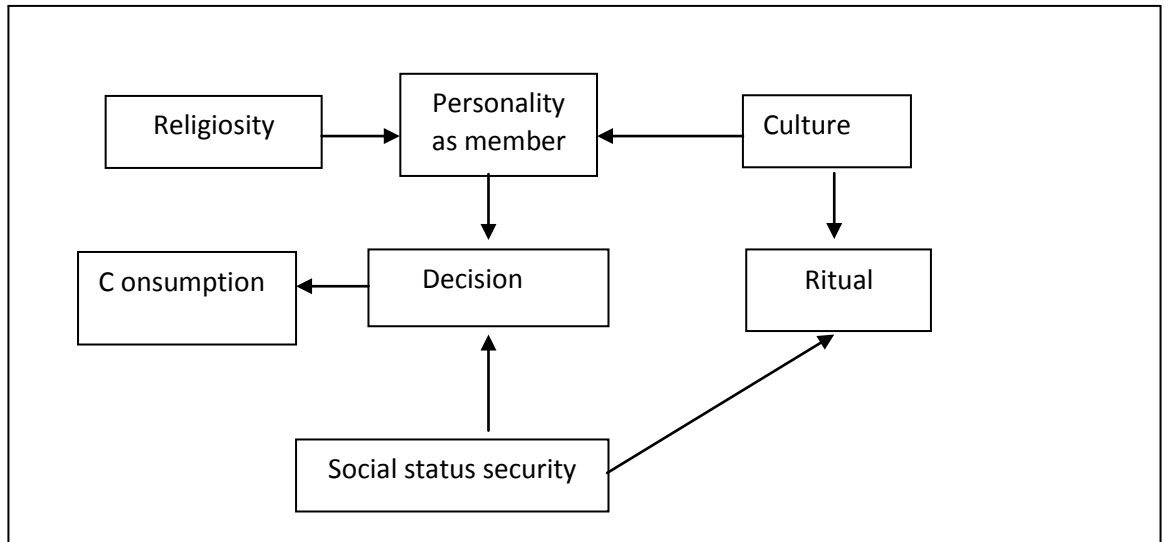 Religiosity
Personality
as member
Culture
C onsumption
Decision
Ritual
Social status security